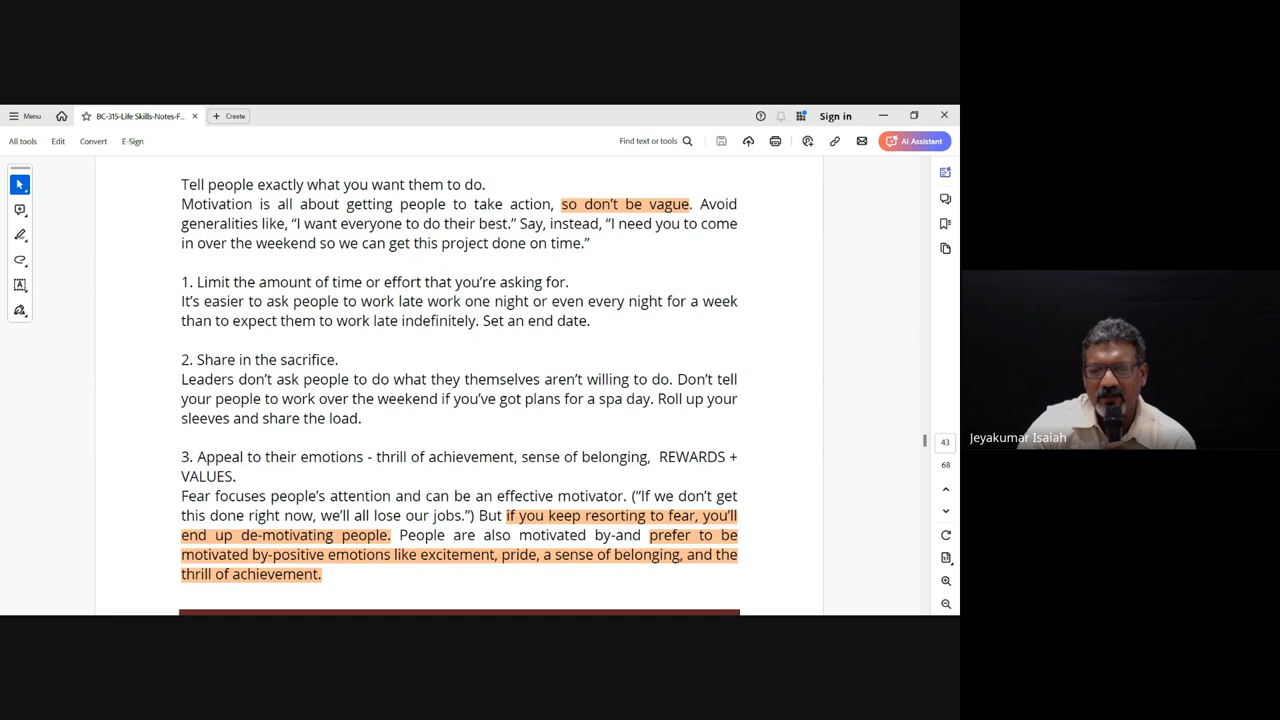 Menu
BC-315-Life Skills-Notes-F...
Create
Sign in
All tools Edit Convert E-Sign
Find text or tools
AI Assistant
Tell people exactly what you want them to do.
Motivation is all about getting people to take action, so don't be vague. Avoid
generalities like, “I want everyone to do their best.” Say, instead, “I need you to come
in over the weekend so we can get this project done on time.”
1. Limit the amount of time or effort that you’re asking for.
It’s easier to ask people to work late work one night or even every night for a week
than to expect them to work late indefinitely. Set an end date.
2. Share in the sacrifice.
Leaders don’t ask people to do what they themselves aren’t willing to do. Don’t tell
your people to work over the weekend if you’ve got plans for a spa day. Roll up your
sleeves and share the load.
3. Appeal to their emotions - thrill of achievement, sense of belonging, REWARDS +
VALUES.
Fear focuses people’s attention and can be an effective motivator. (“If we don’t get
this done right now, we’ll all lose our jobs.”) But if you keep resorting to fear, you’ll
end up de-motivating people. People are also motivated by-and prefer to be
motivated by-positive emotions like excitement, pride, a sense of belonging, and the
thrill of achievement.
43
68
Jeyakumar Isaiah